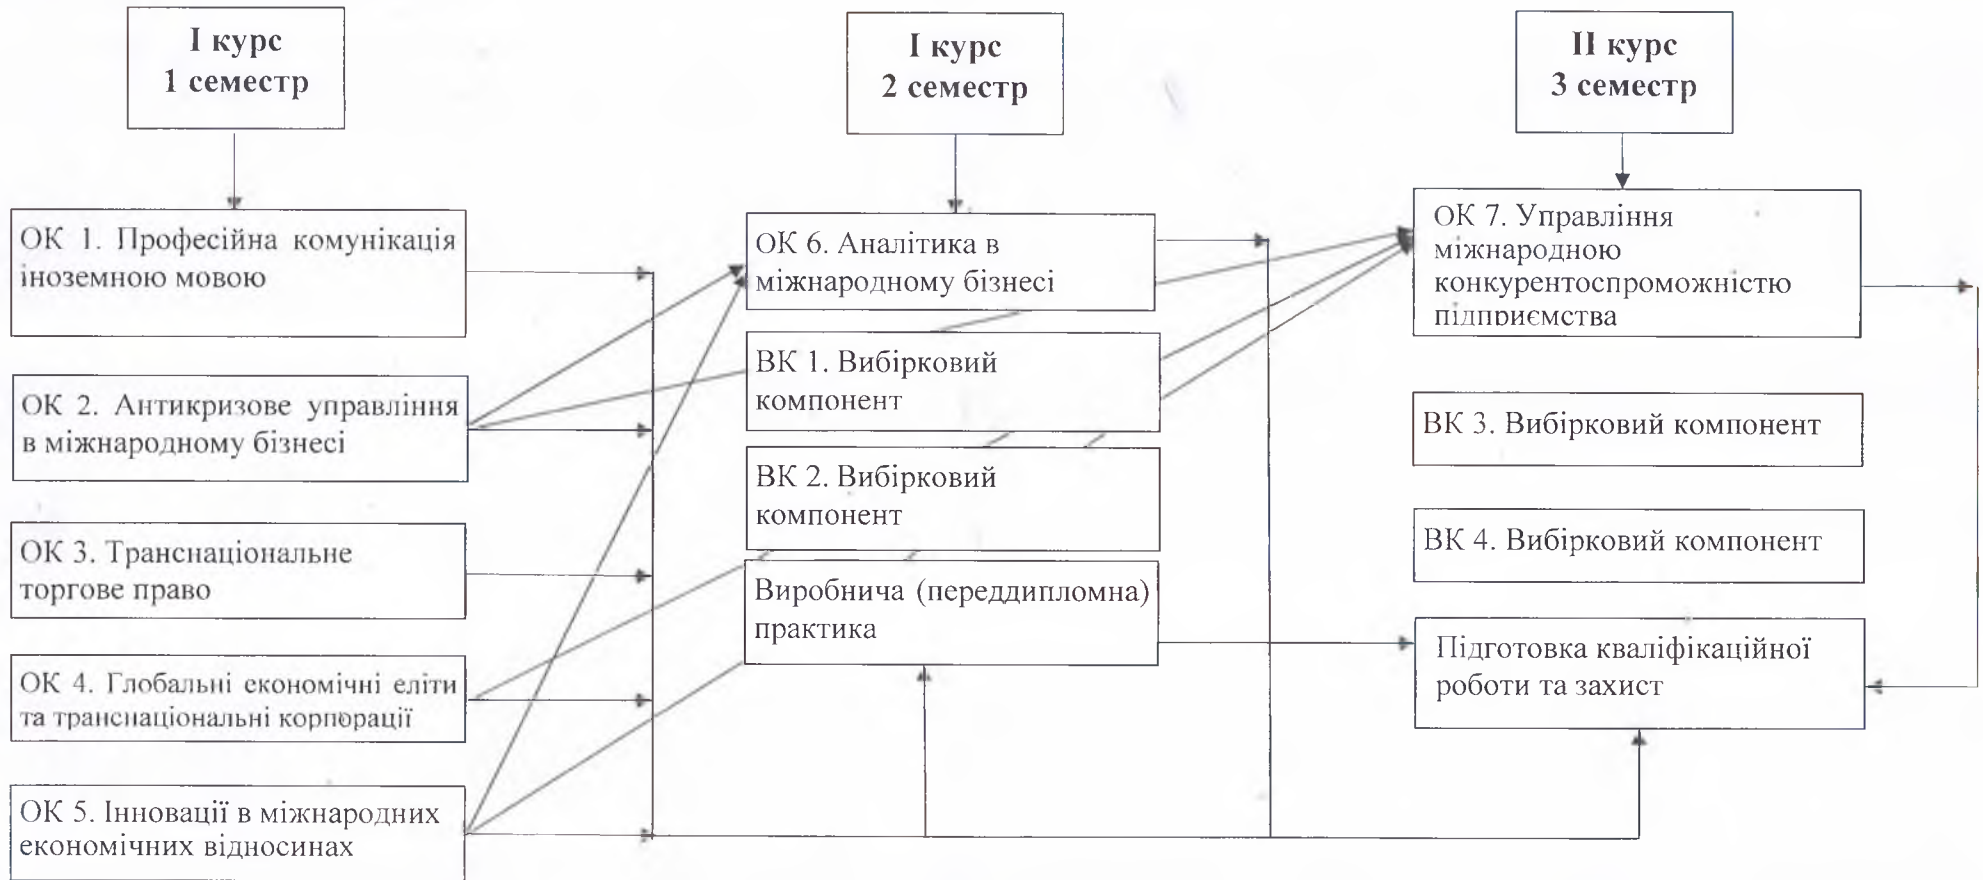 І курс
1 семестр
ОК 1. Професійна комунікація
іноземною мовою
ОК 2. Антикризове управління
в міжнародному бізнесі
ОК 3. Транснаціональне
торгове право
ОК 4. Глобальні економічні еліти
та транснаціональні корпорації
ОК 5. Інновації в міжнародних
економічних відносинах
І курс
2 семестр
ОК 6. Аналітика в
міжнародному бізнесі
ВК 1. Вибірковий
компонент
ВК 2. Вибірковий
компонент
Виробнича (переддипломна)
практика
ІІ курс
3 семестр
ОК 7. Управління
міжнародною
конкурентоспроможністю
підприємства
ВК 3. Вибірковий компонент
ВК 4. Вибірковий компонент
Підготовка кваліфікаційної
роботи та захист